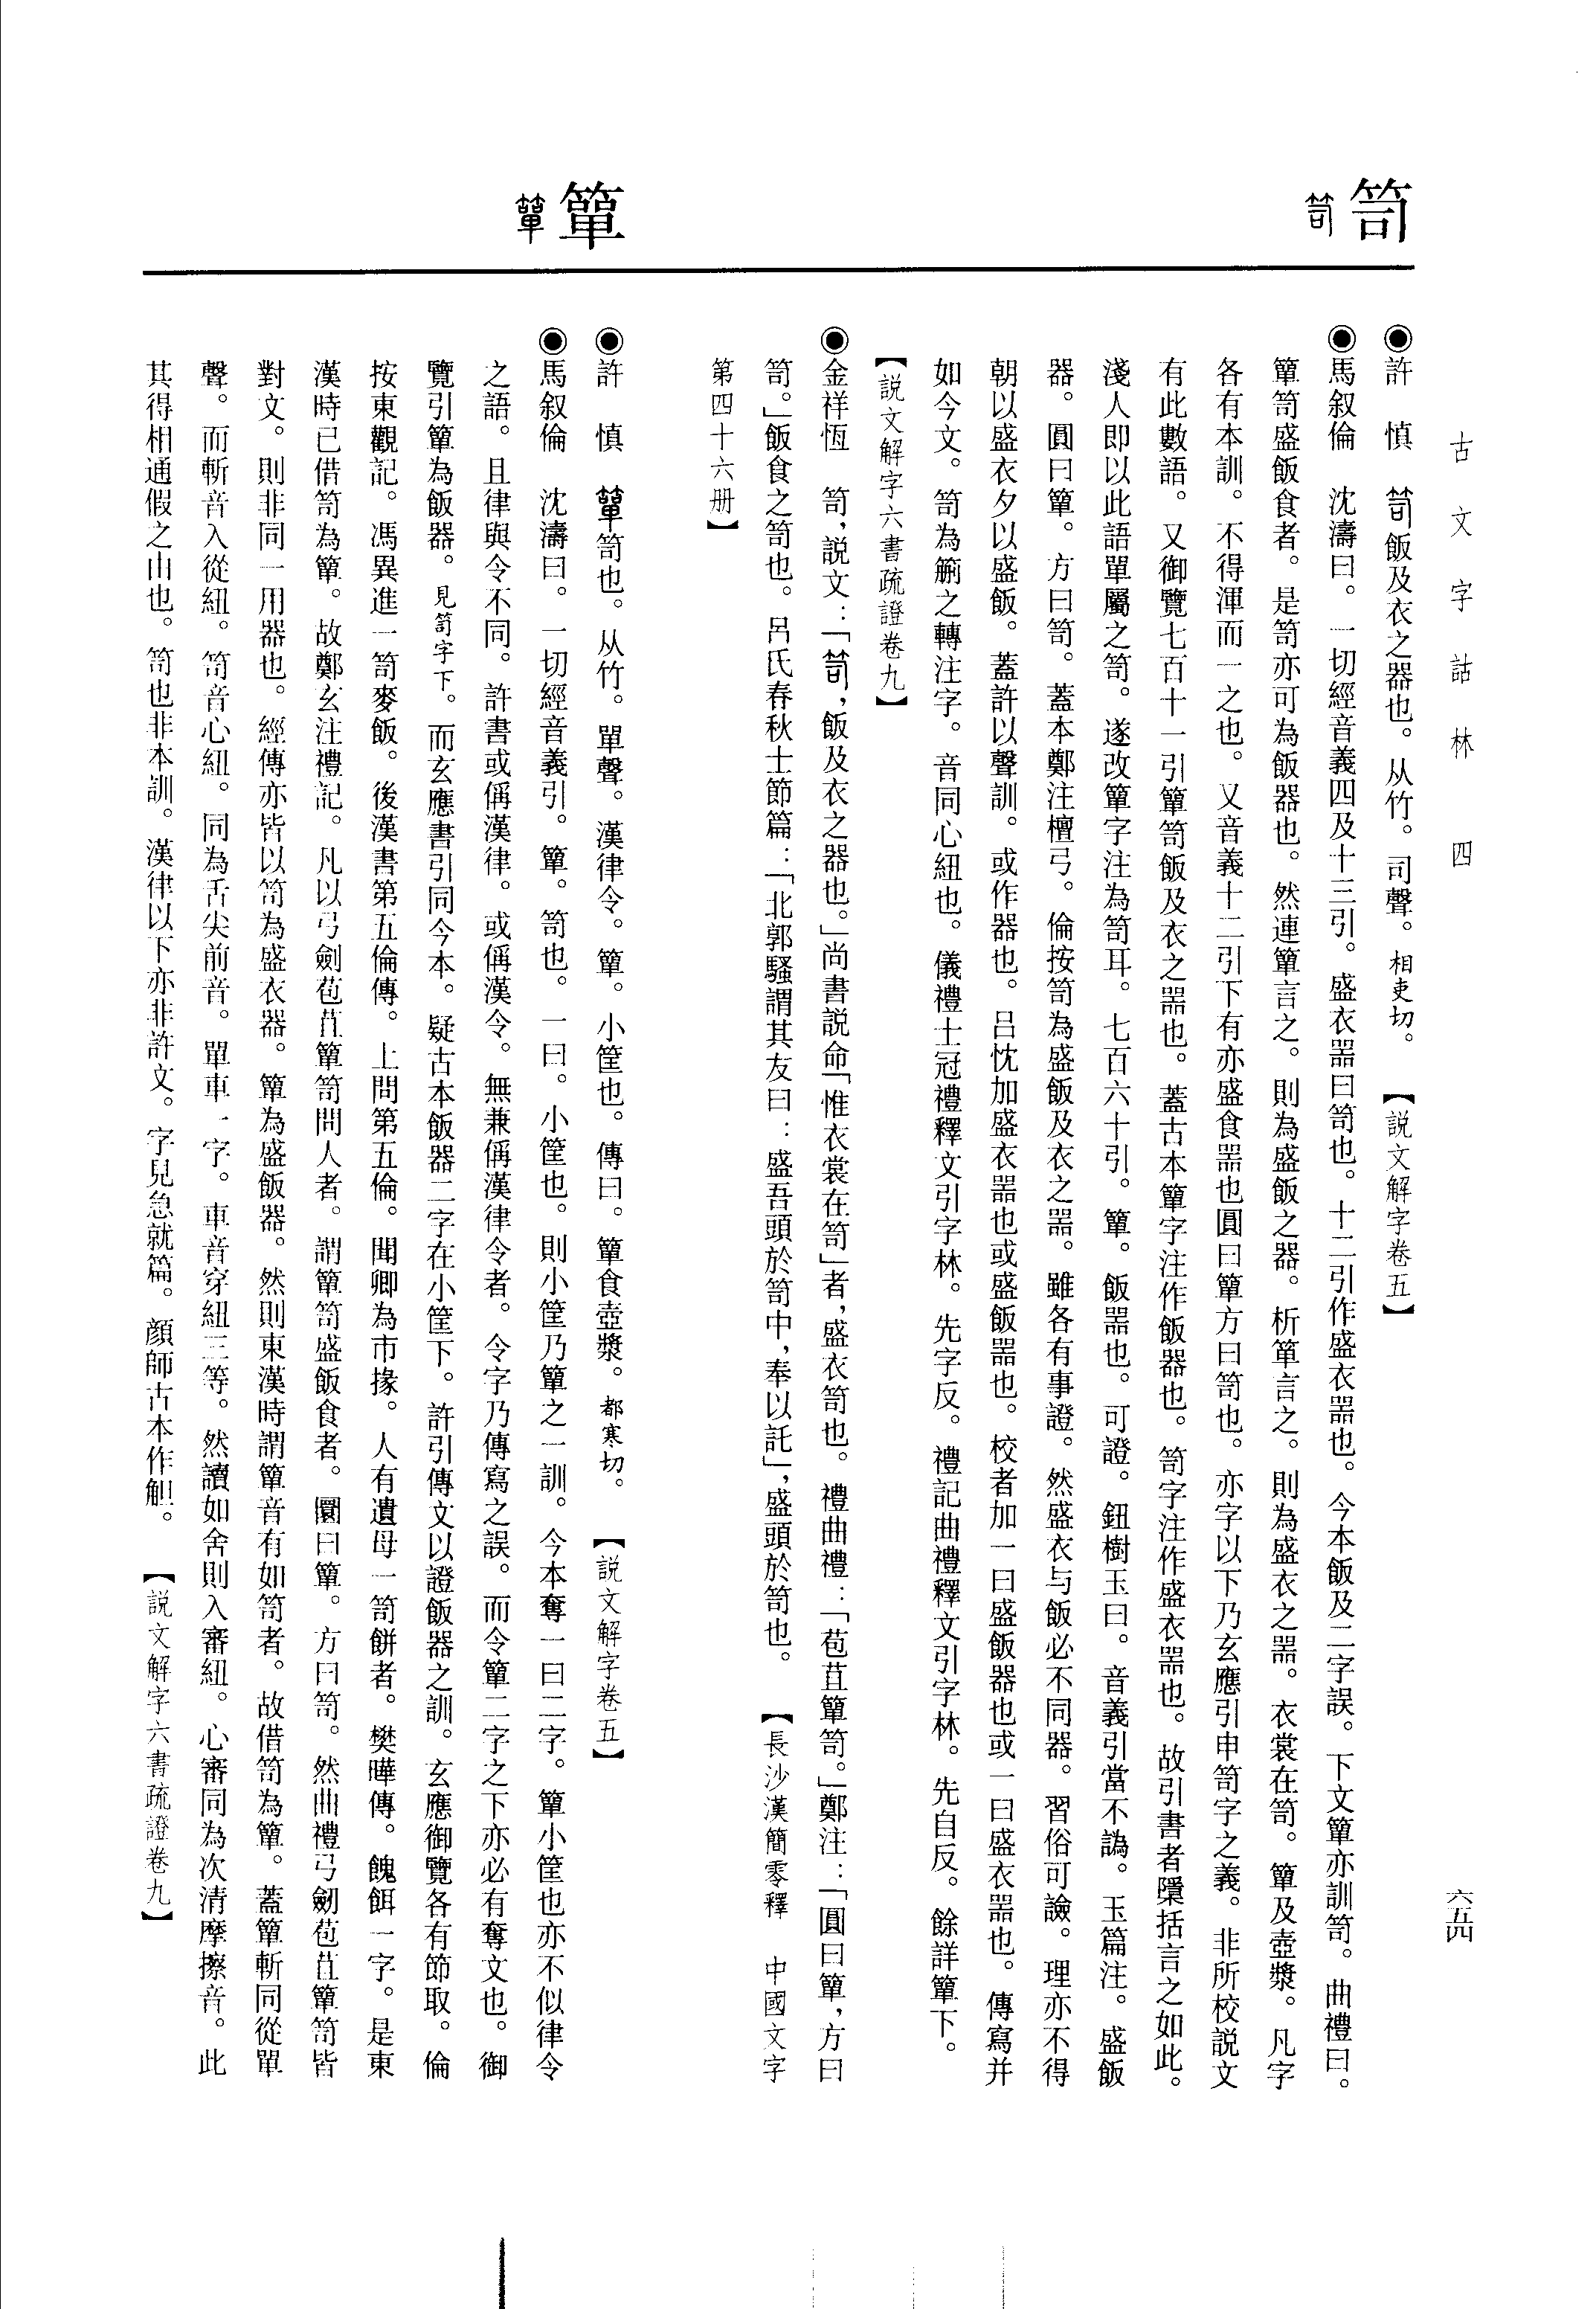 古文字詁林 四
六五四
笥 笥
◉許 慎 笥飯及衣之器也。从竹。司聲。相吏切。 【説文解字卷五】
◉馬叙倫 沈濤曰。一切經音義四及十三引。盛衣器曰笥也。十二引作盛衣器也。今本飯及二字誤。下文簞亦訓笥。曲禮曰。
簞笥盛飯食者。是笥亦可為飯器也。然連簞言之。則為盛飯之器。析簞言之。則為盛衣之器。衣裳在笥。簞及壺漿。凡字
各有本訓。不得渾而一之也。又音義十二引下有亦盛食器也圓曰簞方曰笥也。亦字以下乃玄應引申笥字之義。非所校説文
有此數語。又御覽七百十一引簞笥飯及衣之器也。蓋古本簞字注作飯器也。笥字注作盛衣器也。故引書者隱括言之如此。
淺人即以此語單屬之笥。遂改簞字注為笥耳。七百六十引。簞。飯器也。可證。鈕樹玉曰。音義引當不譌。玉篇注。盛飯
器。圓曰簞。方曰笥。蓋本鄭注檀弓。倫按笥為盛飯及衣之器。雖各有事證。然盛衣与飯必不同器。習俗可譣。理亦不得
朝以盛衣夕以盛飯。蓋許以聲訓。或作器也。呂忱加盛衣器也或盛飯器也。校者加一曰盛飯器也或一曰盛衣器也。傳寫并
如今文。笥為籂之轉注字。音同心紐也。儀禮士冠禮釋文引字林。先字反。禮記曲禮釋文引字林。先自反。餘詳簞下。
【説文解字六書疏證卷九】
◉金祥恆 笥，説文：「笥，飯及衣之器也。」尚書説命「惟衣裳在笥」者，盛衣笥也。禮曲禮：「苞苴簞笥。」鄭注：「圓曰簞，方曰
笥。」飯食之笥也。呂氏春秋士節篇：「北郭騷謂其友曰：盛吾頭於笥中，奉以託」，盛頭於笥也。 【長沙漢簡零釋 中國文字
第四十六册】
簞 簞
◉許 慎 簞笥也。从竹。單聲。漢律令。簞。小筐也。傳曰。簞食壺漿。都寒切。 【説文解字卷五】
◉馬叙倫 沈濤曰。一切經音義引。簞。笥也。一曰。小筐也。則小筐乃簞之一訓。今本奪一曰二字。簞小筐也亦不似律令
之語。且律與令不同。許書或偁漢律。或偁漢令。無兼偁漢律令者。令字乃傳寫之誤。而令簞二字之下亦必有奪文也。御
覽引簞為飯器。見笥字下。而玄應書引同今本。疑古本飯器二字在小筐下。許引傳文以證飯器之訓。玄應御覽各有節取。倫
按東觀記。馮異進一笥麥飯。後漢書第五倫傳。上問第五倫。聞卿為市掾。人有遺母一笥餅者。樊曄傳。餽餌一字。是東
漢時已借笥為簞。故鄭玄注禮記。凡以弓劍苞苴簞笥問人者。謂簞笥盛飯食者。圜曰簞。方曰笥。然曲禮弓劒苞苴簞笥皆
對文。則非同一用器也。經傳亦皆以笥為盛衣器。簞為盛飯器。然則東漢時謂簞音有如笥者。故借笥為簞。蓋簞斬同從單
聲。而斬音入從紐。笥音心紐。同為舌尖前音。單車一字。車音穿紐三等。然讀如舍則入審紐。心審同為次清摩擦音。此
其得相通假之由也。笥也非本訓。漢律以下亦非許文。字見急就篇。顔師古本作觛。 【説文解字六書疏證卷九】